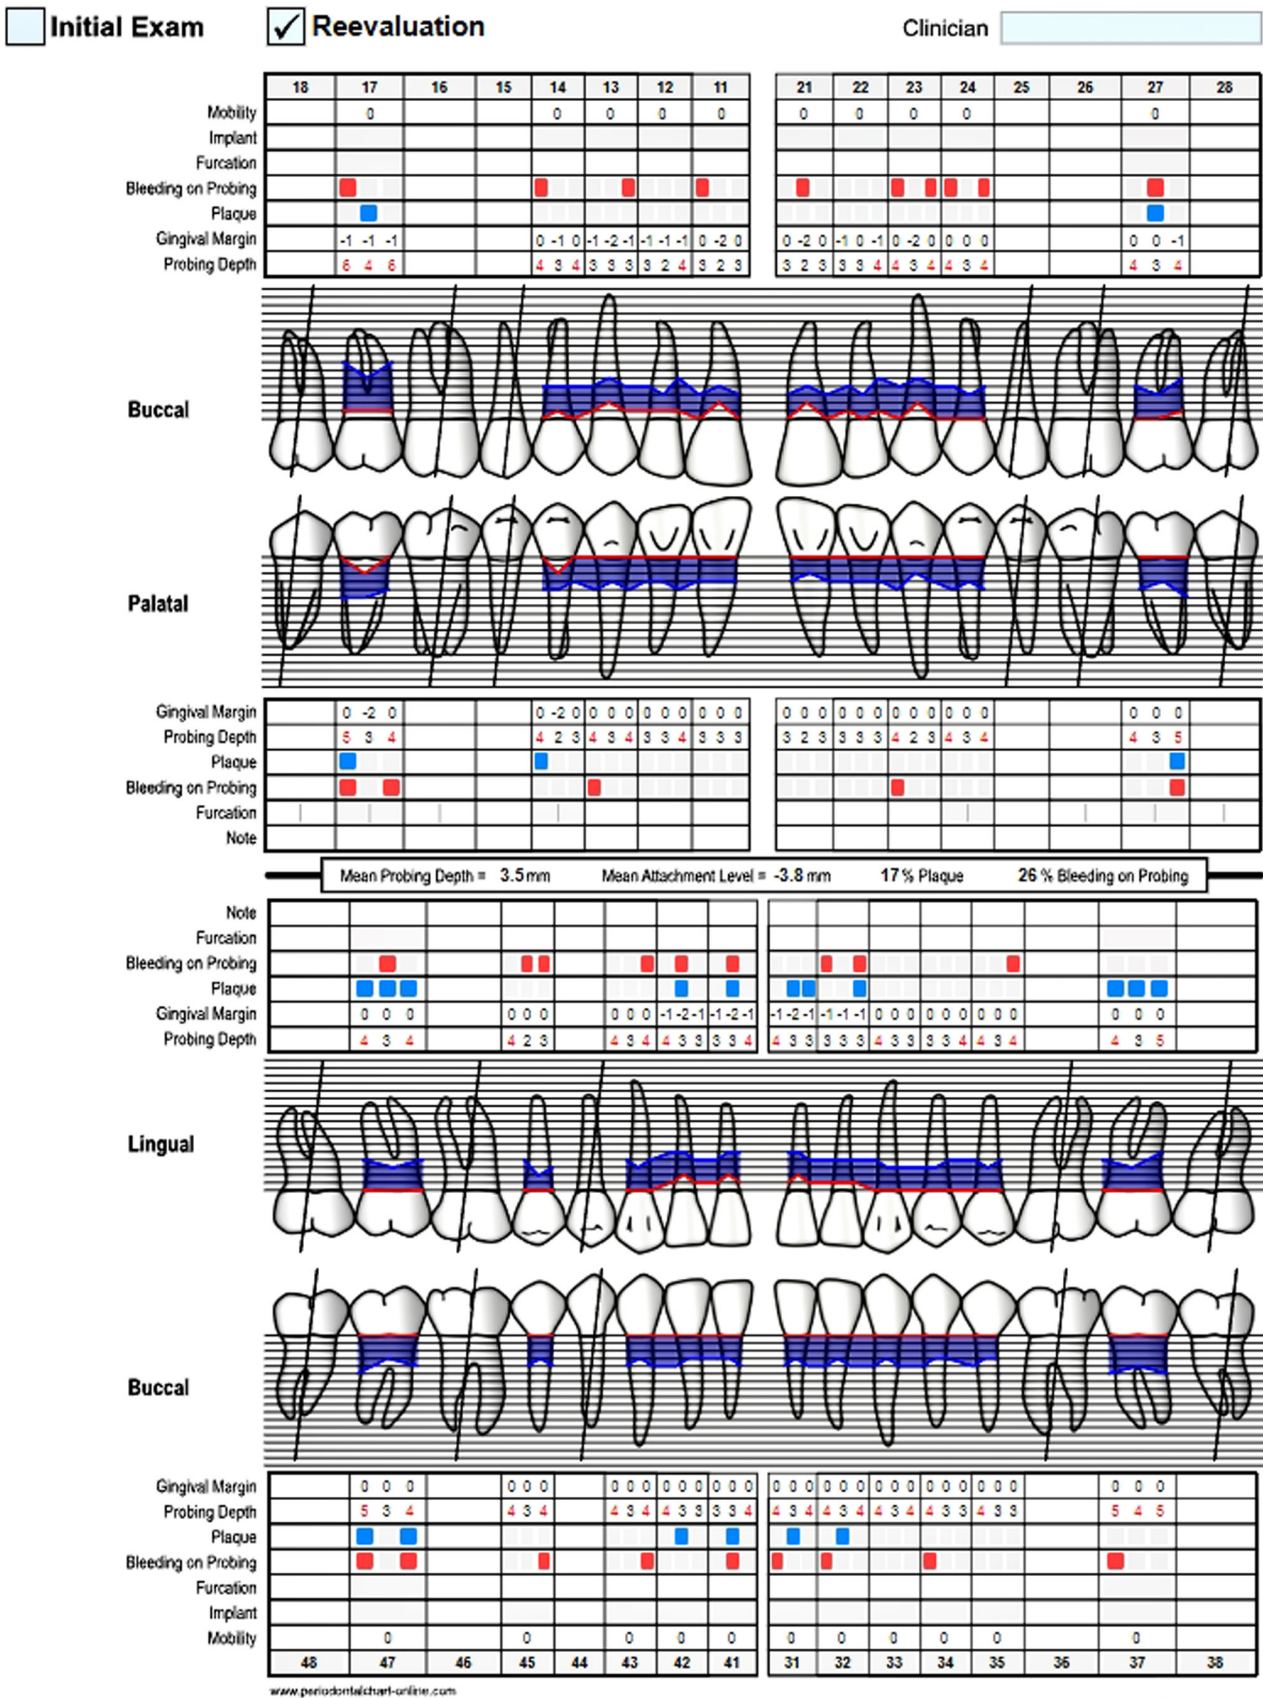 Initial Exam ✓ Reevaluation Clinician
18 17 16 15 14 13 12 11 21 22 23 24 25 26 27 28
Mobility 0 0 0 0 0 0 0 0 0 0
Implant
Furcation
Bleeding on Probing
Plaque
Gingival Margin -1 -1 -1 0 -1 0 -1 -2 -1 -1 -1 -1 0 -2 0 0 -2 0 -1 0 -1 0 -2 0 0 0 0 0 0 -1
Probing Depth 6 4 6 4 3 4 3 3 3 3 2 4 3 2 3 3 2 3 3 3 4 4 3 4 4 3 4 4 3 4
Buccal
Palatal
Gingival Margin 0 -2 0 0 -2 0 0 0 0 0 0 0 0 0 0 0 0 0 0 0 0 0 0 0 0 0 0 0 0 0
Probing Depth 5 3 4 4 2 3 4 3 4 3 3 4 3 3 3 3 2 3 3 3 3 4 2 3 4 3 4 4 3 5
Plaque
Bleeding on Probing
Furcation
Note
Mean Probing Depth = 3.5 mm Mean Attachment Level = -3.8 mm 17 % Plaque 26 % Bleeding on Probing
Note
Furcation
Bleeding on Probing
Plaque
Gingival Margin 0 0 0 0 0 0 0 0 0 -1 -2 -1 -1 -2 -1 -1 -2 -1 -1 -1 -1 0 0 0 0 0 0 0 0 0 0 0 0
Probing Depth 4 3 4 4 2 3 4 3 4 4 3 3 3 3 4 4 3 3 3 3 3 4 3 3 3 3 4 4 3 4 4 3 5
Lingual
Buccal
Gingival Margin 0 0 0 0 0 0 0 0 0 0 0 0 0 0 0 0 0 0 0 0 0 0 0 0 0 0 0 0 0 0 0 0 0
Probing Depth 5 3 4 4 3 4 4 3 4 4 3 3 3 3 4 4 3 4 4 3 4 4 3 4 4 3 3 4 3 3 5 4 5
Plaque
Bleeding on Probing
Furcation
Implant
Mobility 0 0 0 0 0 0 0 0 0 0 0
48 47 46 45 44 43 42 41 31 32 33 34 35 36 37 38
www.periodontalchart-online.com